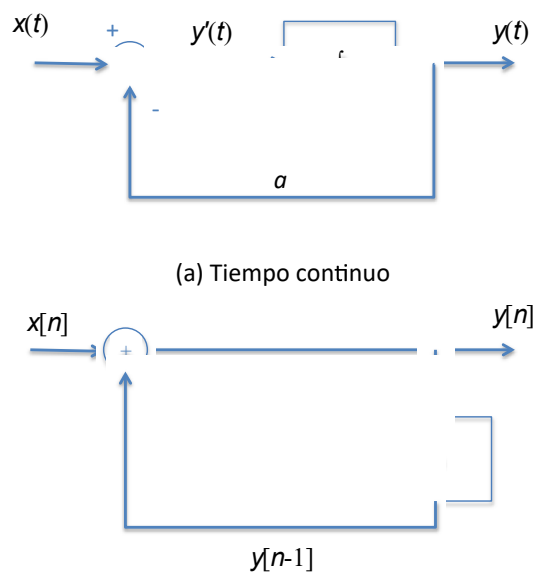 x(t) + y'(t) y(t)
-
a
(a) Tiempo continuo
x[n] y[n]
+
y[n-1]